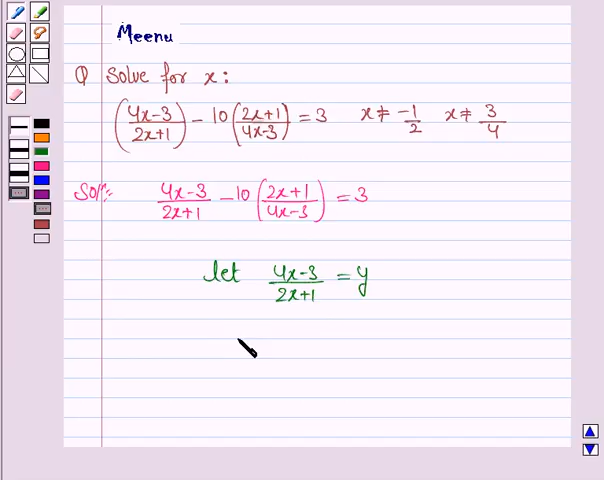 Meenu
Q Solve for x:
(4x-3/2x+1) - 10(2x+1/4x-3) = 3 x ≠ -1/2 x ≠ 3/4
Soln: 4x-3/2x+1 - 10(2x+1/4x-3) = 3
let 4x-3/2x+1 = y